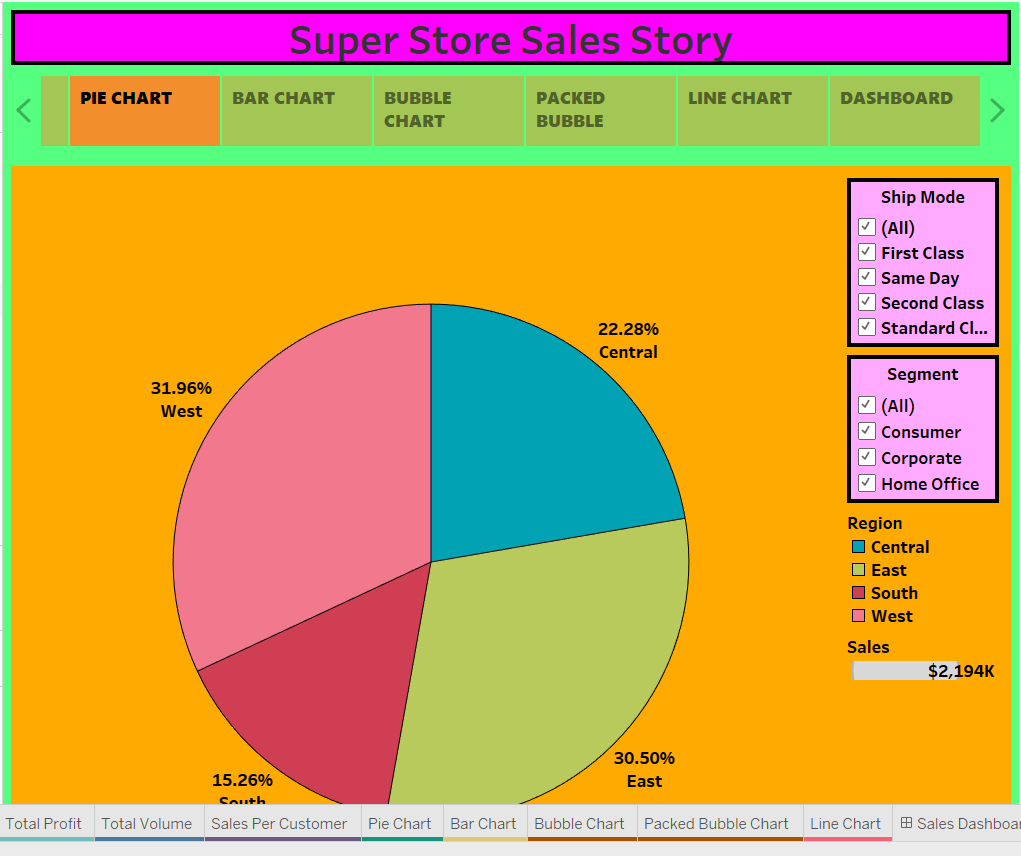 Super Store Sales Story
PIE CHART
BAR CHART
BUBBLE
CHART
PACKED
BUBBLE
LINE CHART
DASHBOARD
Ship Mode
(All)
First Class
Same Day
Second Class
Standard Cl...
Segment
(All)
Consumer
Corporate
Home Office
Region
Central
East
South
West
Sales
$2,194K
22.28%
Central
31.96%
West
30.50%
East
15.26%
South
Total Profit
Total Volume
Sales Per Customer
Pie Chart
Bar Chart
Bubble Chart
Packed Bubble Chart
Line Chart
Sales Dashboar